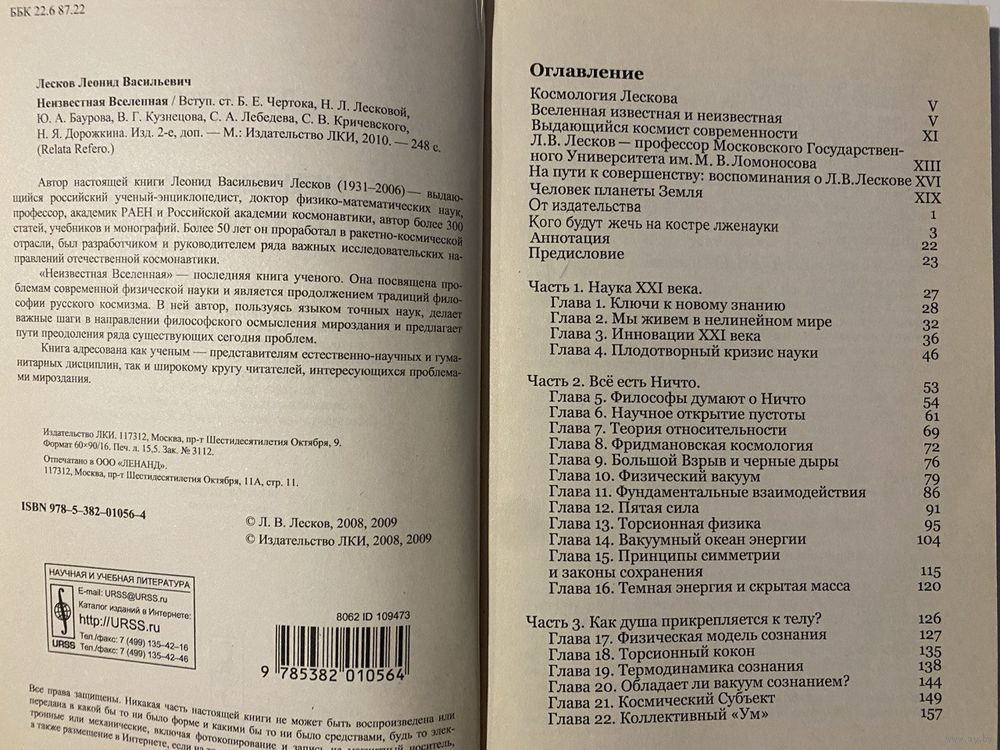 ББК 22.6 87.22
Лесков Леонид Васильевич
Неизвестная Вселенная / Вступ. ст. Б. Е. Чертока, Н. Л. Лесковой,
Ю. А. Баурова, В. Г. Кузнецова, С. А. Лебедева, С. В. Кричевского,
Н. Я. Дорожкина. Изд. 2-е, доп. — М.: Издательство ЛКИ, 2010. — 248 с.
(Relata Refero.)
Автор настоящей книги Леонид Васильевич Лесков (1931–2006) — выдаю-
щийся российский ученый-энциклопедист, доктор физико-математических наук,
профессор, академик РАЕН и Российской академии космонавтики, автор более 300
статей, учебников и монографий. Более 50 лет он проработал в ракетно-космической
отрасли, был разработчиком и руководителем ряда важных исследовательских на-
правлений отечественной космонавтики.
«Неизвестная Вселенная» — последняя книга ученого. Она посвящена про-
блемам современной физической науки и является продолжением традиций фило-
софии русского космизма. В ней автор, пользуясь языком точных наук, делает
важные шаги в направлении философского осмысления мироздания и предлагает
пути преодоления ряда существующих сегодня проблем.
Книга адресована как ученым — представителям естественно-научных и гума-
нитарных дисциплин, так и широкому кругу читателей, интересующихся проблема-
ми мироздания.
Издательство ЛКИ. 117312, Москва, пр-т Шестидесятилетия Октября, 9.
Формат 60×90/16. Печ. л. 15,5. Зак. № 3112.
Отпечатано в ООО «ЛЕНАНД».
117312, Москва, пр-т Шестидесятилетия Октября, 11А, стр. 11.
ISBN 978–5–382–01056–4
© Л. В. Лесков, 2008, 2009
© Издательство ЛКИ, 2008, 2009
НАУЧНАЯ И УЧЕБНАЯ ЛИТЕРАТУРА
E-mail: URSS@URSS.ru
Каталог изданий в Интернете:
http://URSS.ru
Тел./факс: 7 (499) 135–42–16
URSS Тел./факс: 7 (499) 135–42–46
8062 ID 109473
9 785382 010564
Все права защищены. Никакая часть настоящей книги не может быть воспроизведена или
передана в какой бы то ни было форме и какими бы то ни было средствами, будь то элек-
тронные или механические, включая фотокопирование и запись на магнитный носитель,
а также размещение в Интернете, если на то
Оглавление
Космология Лескова V
Вселенная известная и неизвестная V
Выдающийся космист современности XI
Л.В. Лесков — профессор Московского Государствен-
ного Университета им. М. В. Ломоносова XIII
На пути к совершенству: воспоминания о Л.В.Лескове XVI
Человек планеты Земля XIX
От издательства 1
Кого будут жечь на костре лженауки 3
Аннотация 22
Предисловие 23
Часть 1. Наука XXI века. 27
Глава 1. Ключи к новому знанию 28
Глава 2. Мы живем в нелинейном мире 32
Глава 3. Инновации XXI века 36
Глава 4. Плодотворный кризис науки 46
Часть 2. Всё есть Ничто. 53
Глава 5. Философы думают о Ничто 54
Глава 6. Научное открытие пустоты 61
Глава 7. Теория относительности 69
Глава 8. Фридмановская космология 72
Глава 9. Большой Взрыв и черные дыры 76
Глава 10. Физический вакуум 79
Глава 11. Фундаментальные взаимодействия 86
Глава 12. Пятая сила 91
Глава 13. Торсионная физика 95
Глава 14. Вакуумный океан энергии 104
Глава 15. Принципы симметрии
и законы сохранения 115
Глава 16. Темная энергия и скрытая масса 120
Часть 3. Как душа прикрепляется к телу? 126
Глава 17. Физическая модель сознания 127
Глава 18. Торсионный кокон 135
Глава 19. Термодинамика сознания 138
Глава 20. Обладает ли вакуум сознанием? 144
Глава 21. Космический Субъект 149
Глава 22. Коллективный «Ум» 157